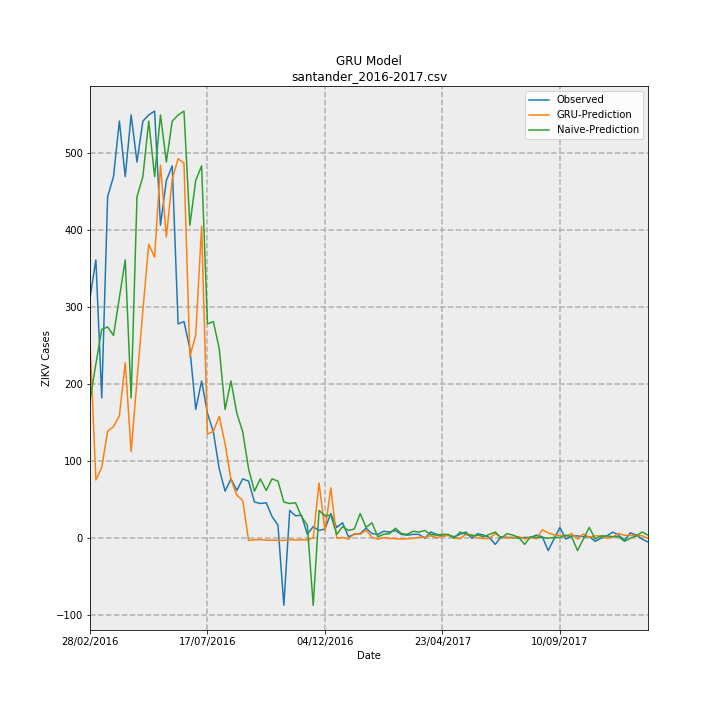 GRU Model
santander_2016-2017.csv
Observed
GRU-Prediction
Naive-Prediction
ZIKV Cases
500
400
300
200
100
0
−100
28/02/2016
17/07/2016
04/12/2016
23/04/2017
10/09/2017
Date